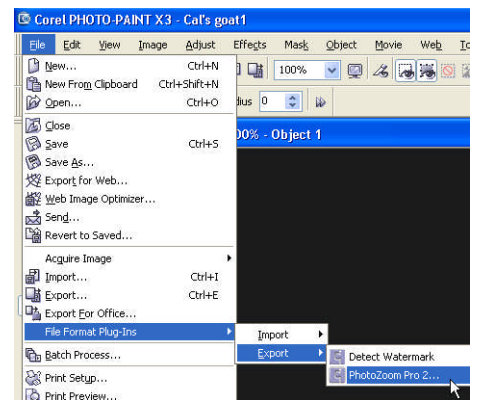 Corel PHOTO-PAINT X3 - Cal's goat1
File Edit View Image Adjust Effects Mask Object Movie Web
New... Ctrl+N
100%
New From Clipboard Ctrl+Shift+N
Open... Ctrl+O
dius 0
Close
Save Ctrl+S
00% - Object 1
Save As...
Export for Web...
Web Image Optimizer...
Send...
Revert to Saved...
Acquire Image
Import... Ctrl+I
Export... Ctrl+E
Export For Office...
File Format Plug-Ins
Import
Batch Process...
Export
Detect Watermark
Print Setup...
PhotoZoom Pro 2...
Print Preview...